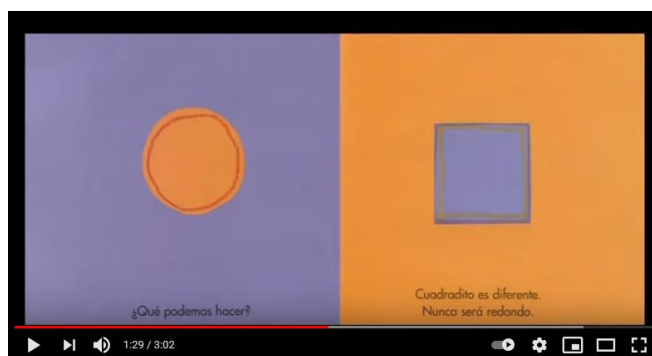 ¿Qué podemos hacer?
Cuadradito es diferente.
Nunca será redondo.
1:29 / 3:02